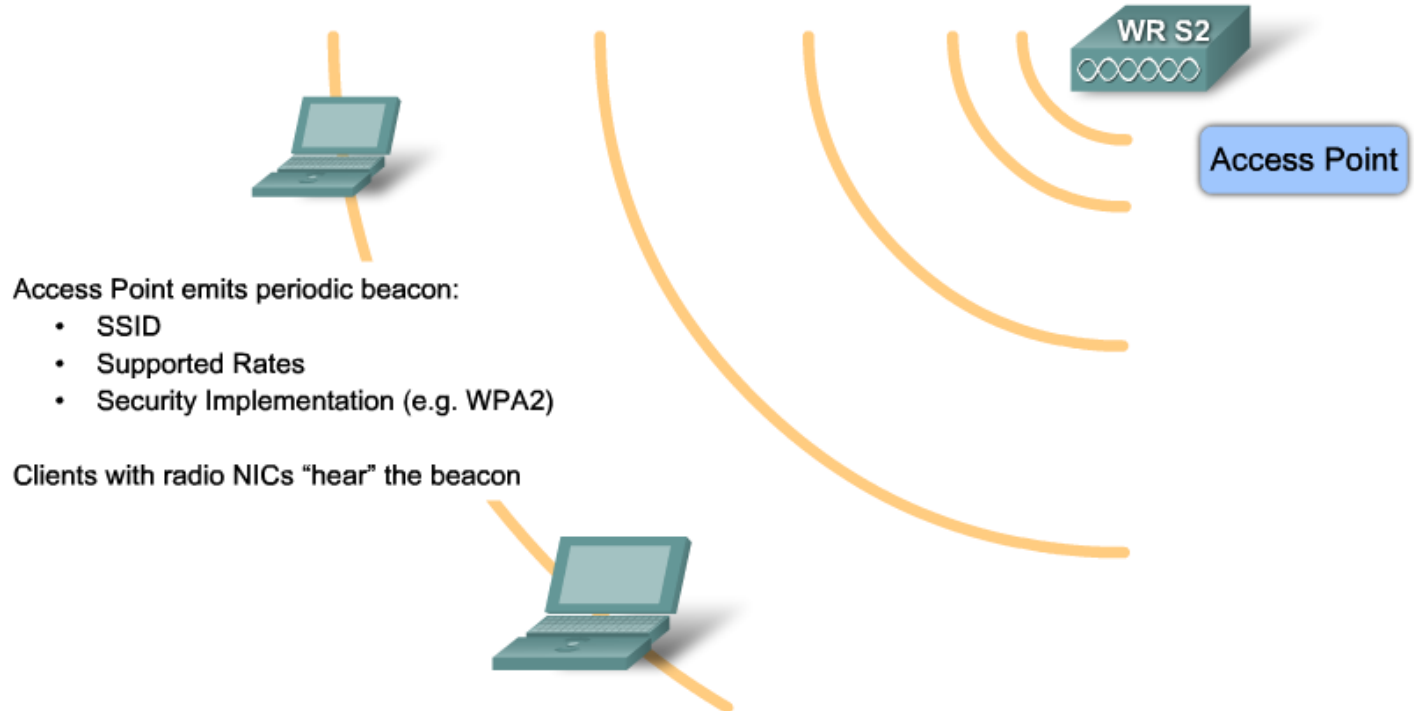 WR S2
Access Point
Access Point emits periodic beacon:
• SSID
• Supported Rates
• Security Implementation (e.g. WPA2)
Clients with radio NICs “hear” the beacon